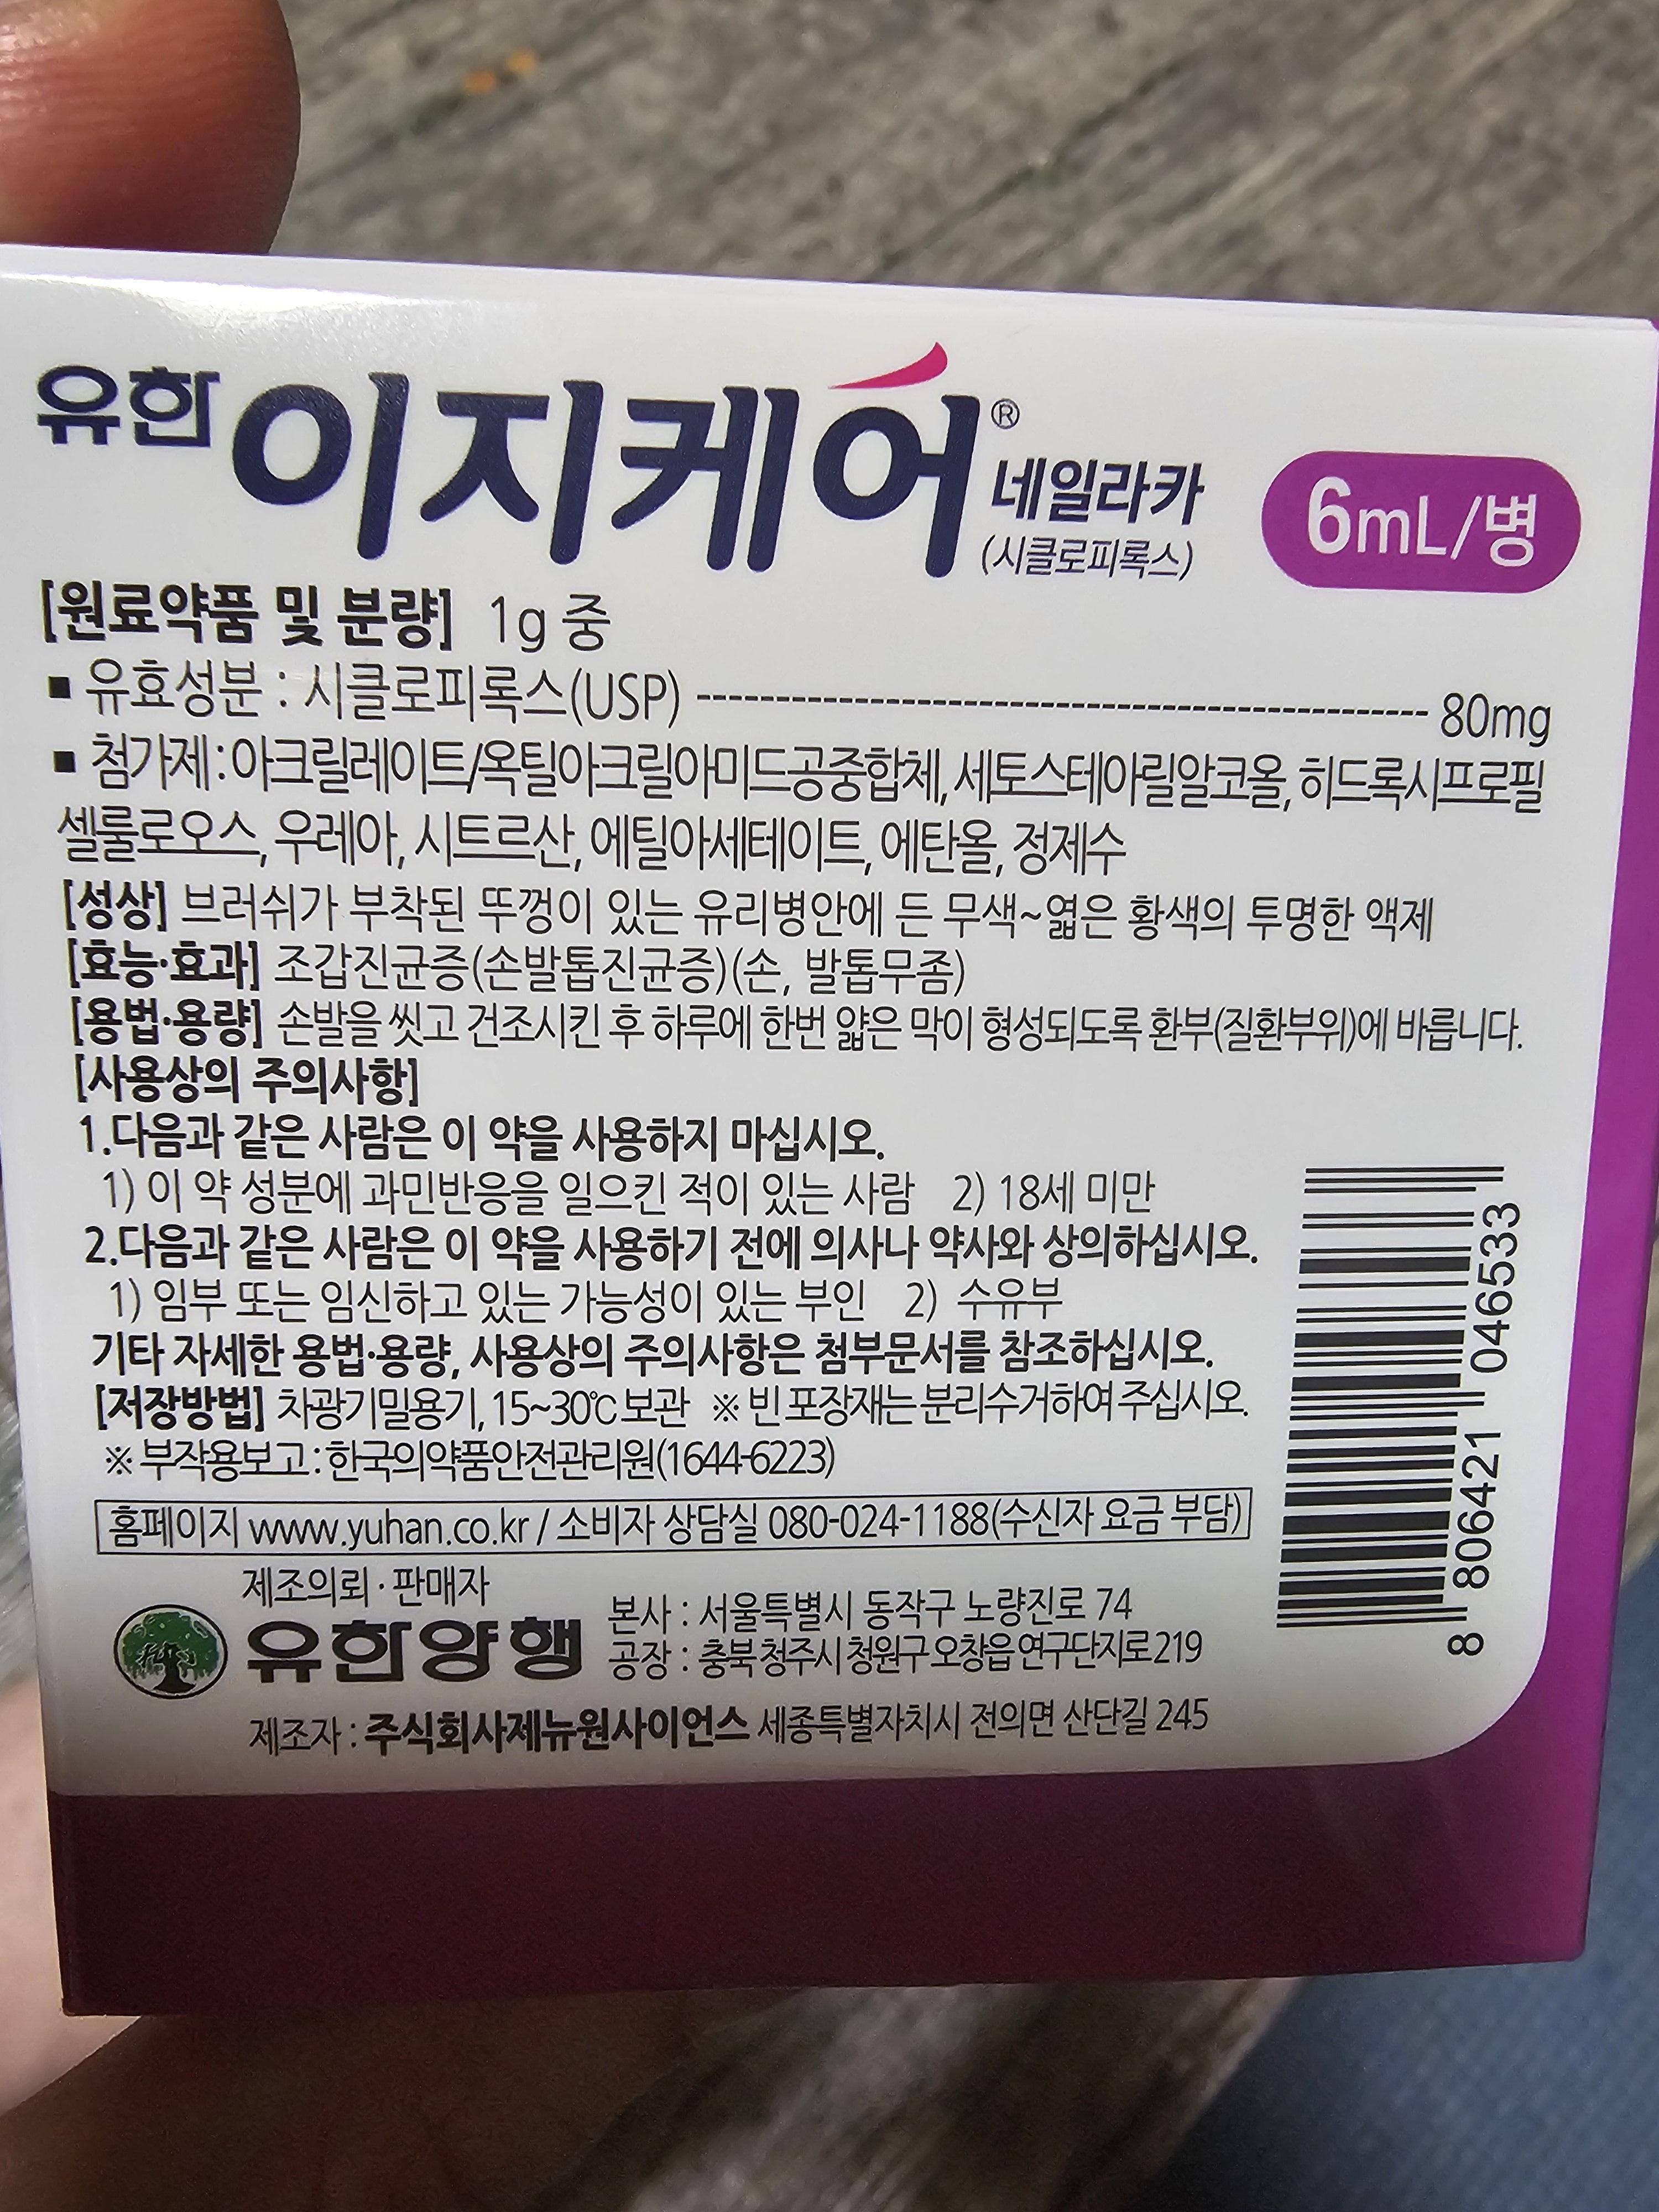 유한 이지케어® 네일라카
(시클로피록스)
6mL/병
[원료약품 및 분량] 1g 중
▪ 유효성분 : 시클로피록스(USP) ---------------------------------------- 80mg
▪ 첨가제:아크릴레이트/옥틸아크릴아미드공중합체, 세토스테아릴알코올, 히드록시프로필
셀룰로오스, 우레아, 시트르산, 에틸아세테이트, 에탄올, 정제수
[성상] 브러쉬가 부착된 뚜껑이 있는 유리병안에 든 무색~엷은 황색의 투명한 액제
[효능·효과] 조갑진균증(손발톱진균증)(손, 발톱무좀)
[용법·용량] 손발을 씻고 건조시킨 후 하루에 한번 얇은 막이 형성되도록 환부(질환부위)에 바릅니다.
[사용상의 주의사항]
1.다음과 같은 사람은 이 약을 사용하지 마십시오.
1) 이 약 성분에 과민반응을 일으킨 적이 있는 사람 2) 18세 미만
2.다음과 같은 사람은 이 약을 사용하기 전에 의사나 약사와 상의하십시오.
1) 임부 또는 임신하고 있는 가능성이 있는 부인 2) 수유부
기타 자세한 용법·용량, 사용상의 주의사항은 첨부문서를 참조하십시오.
[저장방법] 차광기밀용기, 15~30℃보관 ※ 빈 포장재는 분리수거하여 주십시오.
※ 부작용보고:한국의약품안전관리원(1644-6223)
홈페이지 www.yuhan.co.kr / 소비자 상담실 080-024-1188(수신자 요금 부담)
제조의뢰·판매자
유한양행
본사 : 서울특별시 동작구 노량진로 74
공장 : 충북 청주시 청원구 오창읍 연구단지로 219
제조자 : 주식회사제뉴원사이언스 세종특별자치시 전의면 산단길 245
8 806421 046533